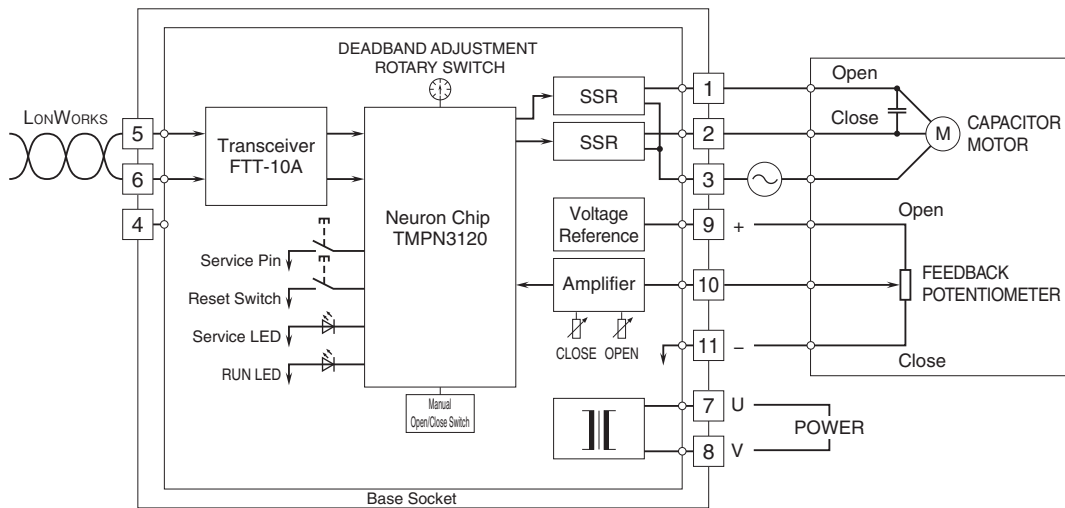 DEADBAND ADJUSTMENT
ROTARY SWITCH
LONWORKS
5
6
4
Transceiver
FTT-10A
Neuron Chip
TMPN3120
Service Pin
Reset Switch
Service LED
RUN LED
Manual
Open/Close Switch
SSR
SSR
Voltage
Reference
Amplifier
CLOSE
OPEN
1
2
3
9
+
10
11
−
7
U
8
V
POWER
Open
Close
M
CAPACITOR
MOTOR
Open
FEEDBACK
POTENTIOMETER
Close
Base Socket